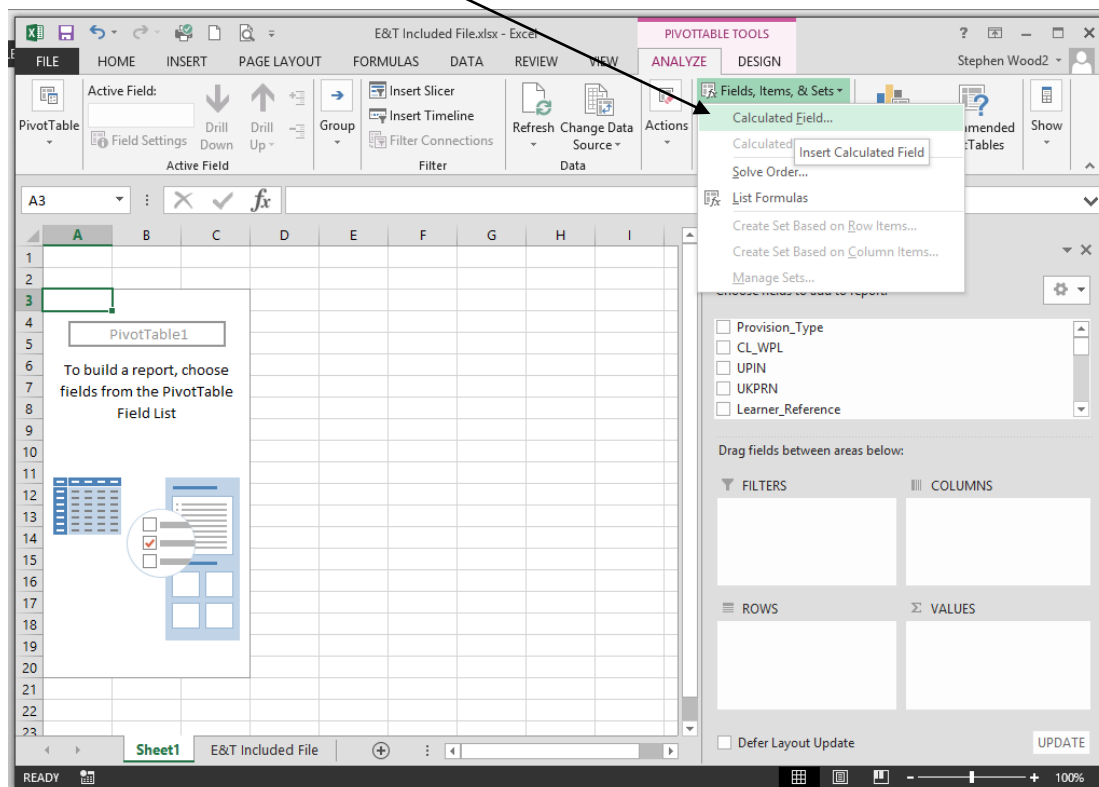 E&T Included File.xlsx - Excel
PIVOTTABLE TOOLS
FILE HOME INSERT PAGE LAYOUT FORMULAS DATA REVIEW VIEW ANALYZE DESIGN Stephen Wood2
PivotTable
Active Field:
Field Settings
Drill Down
Drill Up
Active Field
Group
Insert Slicer
Insert Timeline
Filter Connections
Filter
Refresh
Change Data Source
Data
Actions
Fields, Items, & Sets
Tables
Show
Calculated Field...
Calculated
Insert Calculated Field
Solve Order...
List Formulas
Create Set Based on Row Items...
Create Set Based on Column Items...
Manage Sets...
A3 fx
A B C D E F G H I
1
2
3
4
5
6
7
8
9
10
11
12
13
14
15
16
17
18
19
20
21
22
23
PivotTable1
To build a report, choose
fields from the PivotTable
Field List
Choose fields to add to report:
Provision_Type
CL_WPL
UPIN
UKPRN
Learner_Reference
Drag fields between areas below:
FILTERS COLUMNS
ROWS Σ VALUES
Defer Layout Update UPDATE
Sheet1 E&T Included File
READY 100%